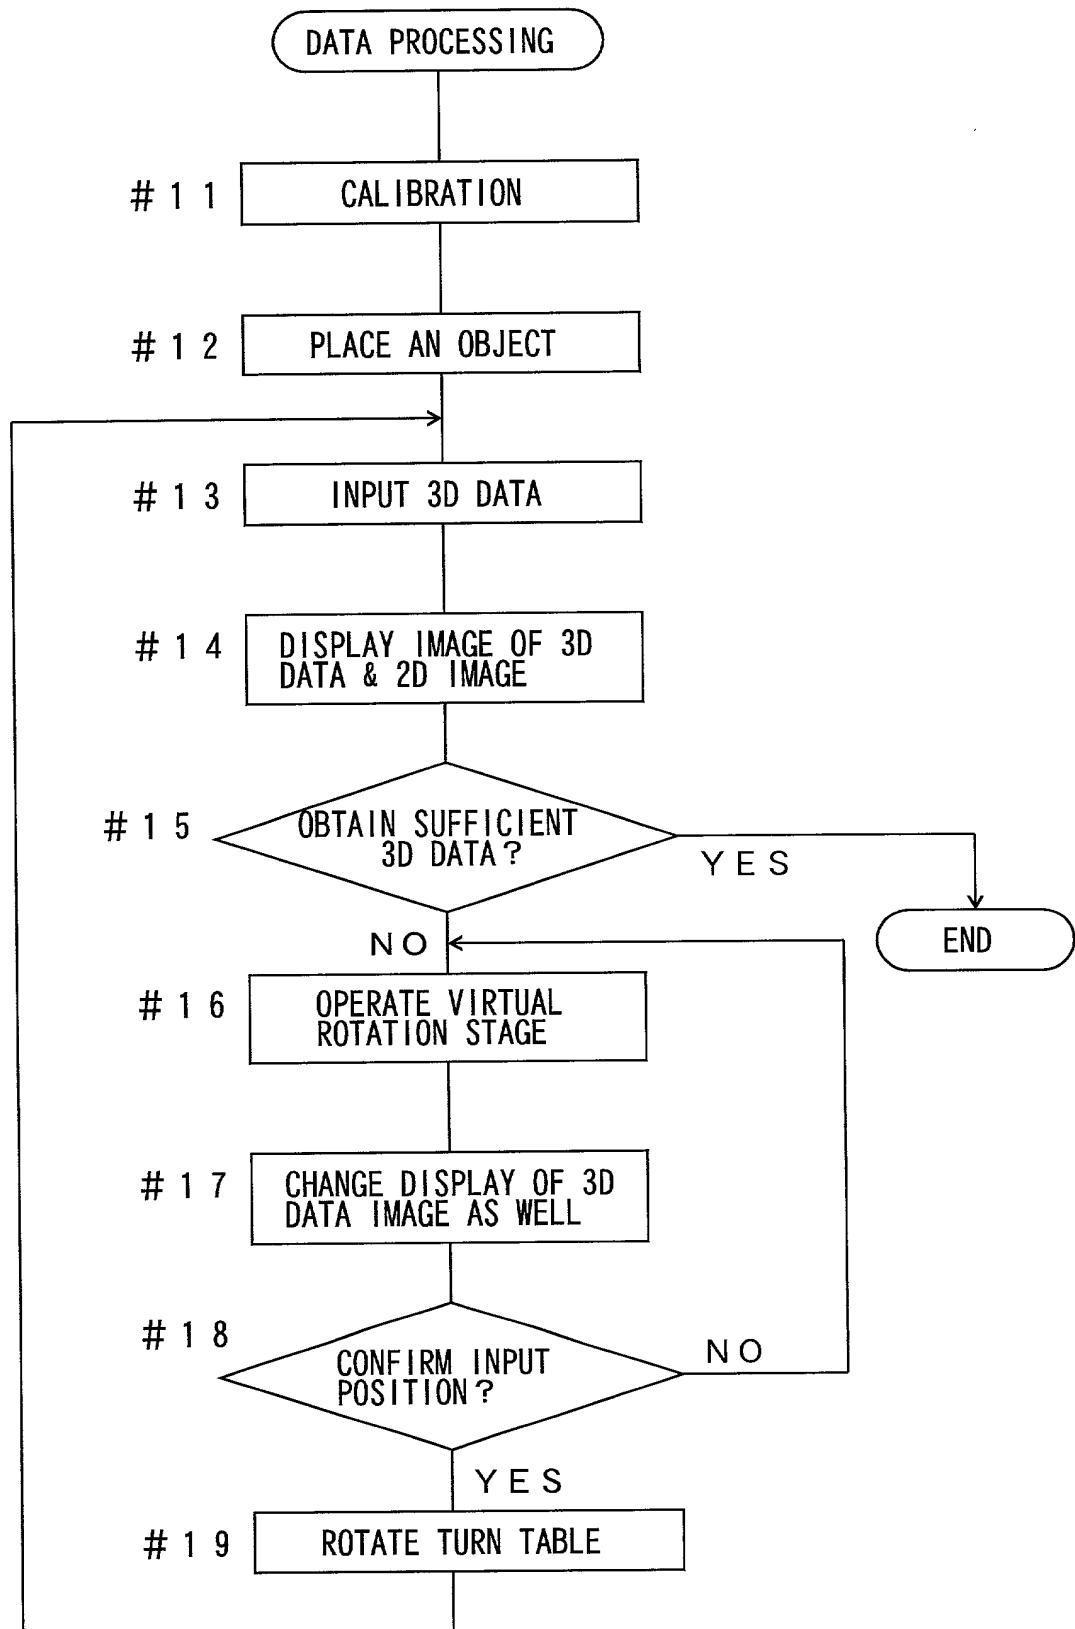 DATA PROCESSING
#11 CALIBRATION
#12 PLACE AN OBJECT
#13 INPUT 3D DATA
#14 DISPLAY IMAGE OF 3D
DATA & 2D IMAGE
#15 OBTAIN SUFFICIENT
3D DATA?
YES
END
NO
#16 OPERATE VIRTUAL
ROTATION STAGE
#17 CHANGE DISPLAY OF 3D
DATA IMAGE AS WELL
#18 CONFIRM INPUT
POSITION?
NO
YES
#19 ROTATE TURN TABLE